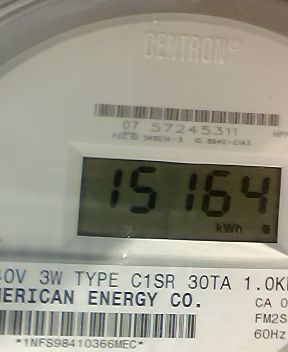 CENTRON®
07 57245311
15164
kWh
40V 3W TYPE C1SR 30TA 1.0K
MERICAN ENERGY CO.
CA 0
FM2S
60Hz
*1NFS98410366MEC*